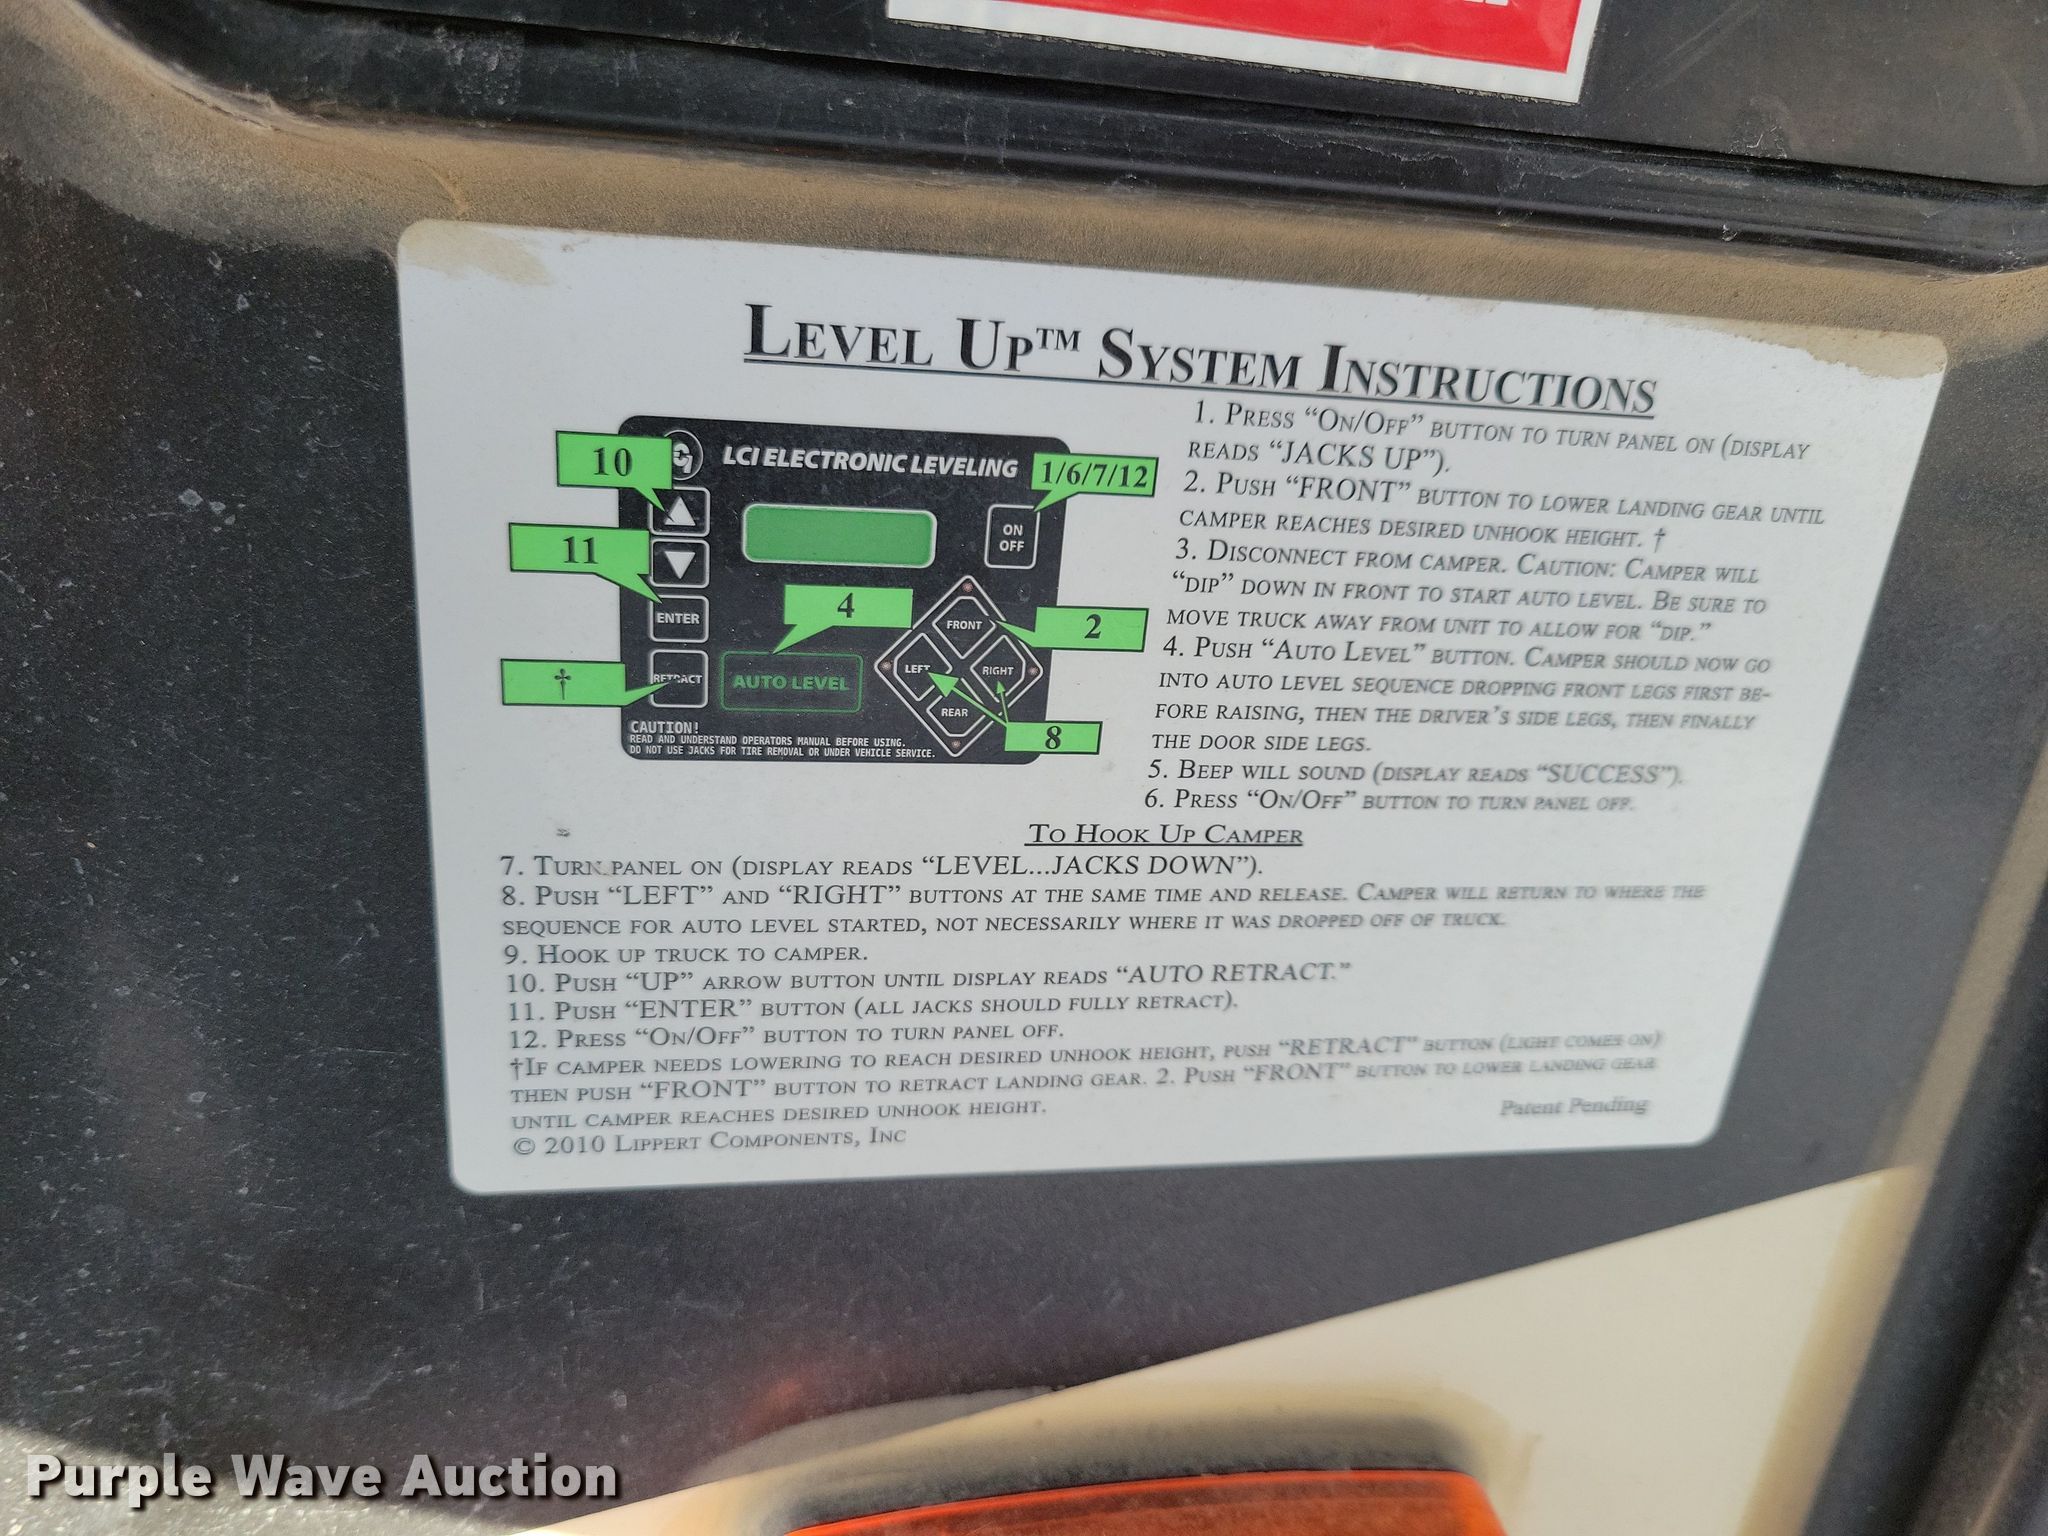 LEVEL UP™ SYSTEM INSTRUCTIONS
10
LCI ELECTRONIC LEVELING
1/6/7/12
ON
OFF
11
ENTER
4
FRONT
2
LEFT
RIGHT
†
RETRACT
AUTO LEVEL
REAR
8
CAUTION!
READ AND UNDERSTAND OPERATORS MANUAL BEFORE USING.
DO NOT USE JACKS FOR TIRE REMOVAL OR UNDER VEHICLE SERVICE.
1. PRESS “ON/OFF” BUTTON TO TURN PANEL ON (DISPLAY
READS “JACKS UP”).
2. PUSH “FRONT” BUTTON TO LOWER LANDING GEAR UNTIL
CAMPER REACHES DESIRED UNHOOK HEIGHT. †
3. DISCONNECT FROM CAMPER. CAUTION: CAMPER WILL
“DIP” DOWN IN FRONT TO START AUTO LEVEL. BE SURE TO
MOVE TRUCK AWAY FROM UNIT TO ALLOW FOR “DIP.”
4. PUSH “AUTO LEVEL” BUTTON. CAMPER SHOULD NOW GO
INTO AUTO LEVEL SEQUENCE DROPPING FRONT LEGS FIRST BE-
FORE RAISING, THEN THE DRIVER’S SIDE LEGS, THEN FINALLY
THE DOOR SIDE LEGS.
5. BEEP WILL SOUND (DISPLAY READS “SUCCESS”).
6. PRESS “ON/OFF” BUTTON TO TURN PANEL OFF.
TO HOOK UP CAMPER
7. TURN PANEL ON (DISPLAY READS “LEVEL...JACKS DOWN”).
8. PUSH “LEFT” AND “RIGHT” BUTTONS AT THE SAME TIME AND RELEASE. CAMPER WILL RETURN TO WHERE THE
SEQUENCE FOR AUTO LEVEL STARTED, NOT NECESSARILY WHERE IT WAS DROPPED OFF OF TRUCK.
9. HOOK UP TRUCK TO CAMPER.
10. PUSH “UP” ARROW BUTTON UNTIL DISPLAY READS “AUTO RETRACT.”
11. PUSH “ENTER” BUTTON (ALL JACKS SHOULD FULLY RETRACT).
12. PRESS “ON/OFF” BUTTON TO TURN PANEL OFF.
†IF CAMPER NEEDS LOWERING TO REACH DESIRED UNHOOK HEIGHT, PUSH “RETRACT” BUTTON (LIGHT COMES ON)
THEN PUSH “FRONT” BUTTON TO RETRACT LANDING GEAR. 2. PUSH “FRONT” BUTTON TO LOWER LANDING GEAR
UNTIL CAMPER REACHES DESIRED UNHOOK HEIGHT.
Patent Pending
© 2010 LIPPERT COMPONENTS, INC
Purple Wave Auction